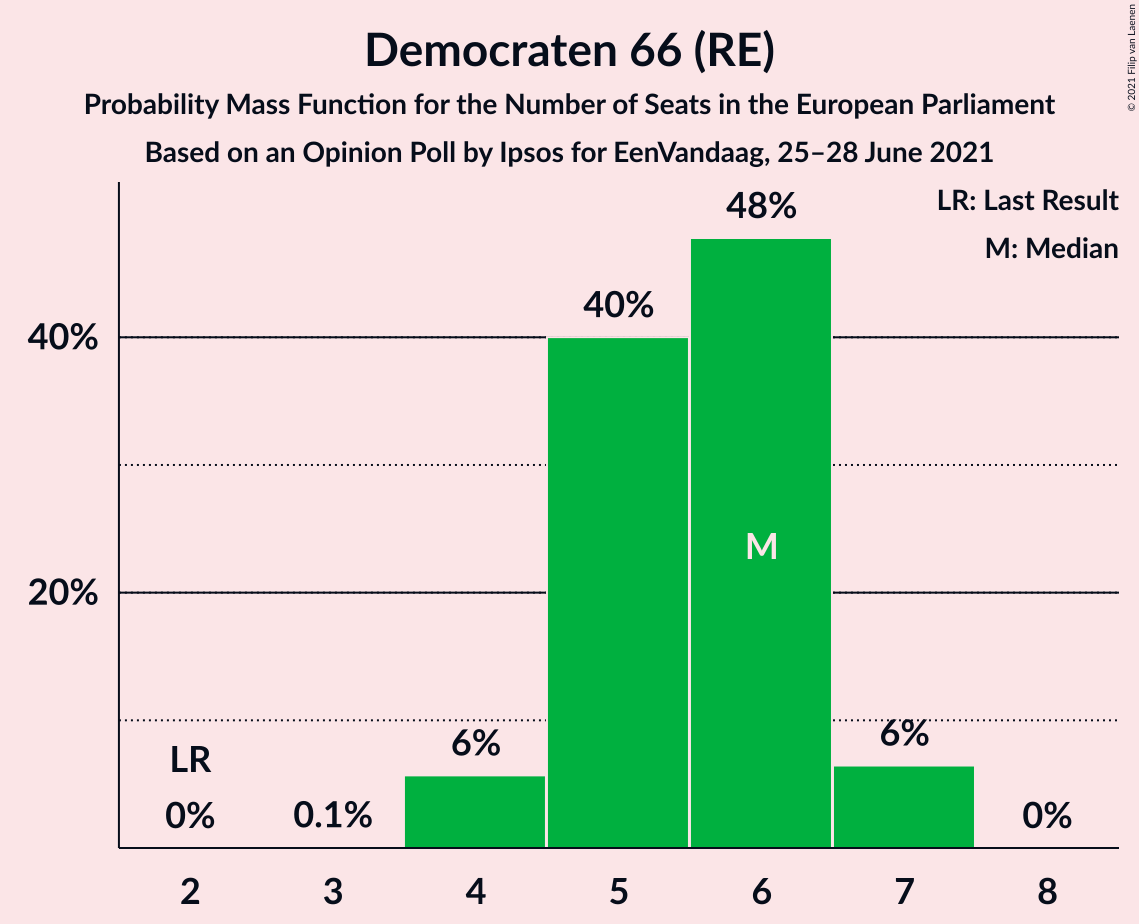 Democraten 66 (RE)
Probability Mass Function for the Number of Seats in the European Parliament
Based on an Opinion Poll by Ipsos for EenVandaag, 25–28 June 2021
© 2021 Filip van Laenen
LR: Last Result
M: Median
48%
40%
40%
M
20%
6%
6%
LR
0%
0.1%
0%
2 3 4 5 6 7 8